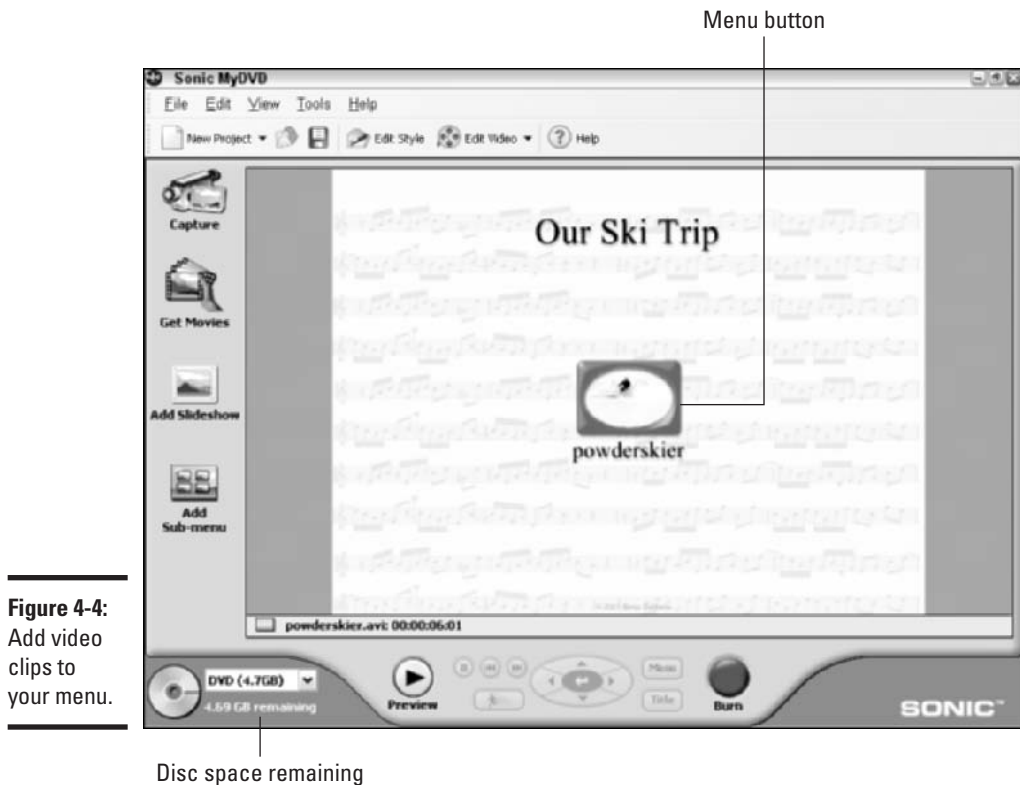 Menu button
Sonic MyDVD
File Edit View Tools Help
New Project Edit Style Edit Video Help
Capture
Get Movies
Add Slideshow
Add
Sub-menu
Our Ski Trip
powderskier
powderskier.avi: 00:00:06:01
DVD (4.7GB)
4.69 GB remaining
Preview
Menu
Title
Burn
SONIC
Figure 4-4:
Add video
clips to
your menu.
Disc space remaining